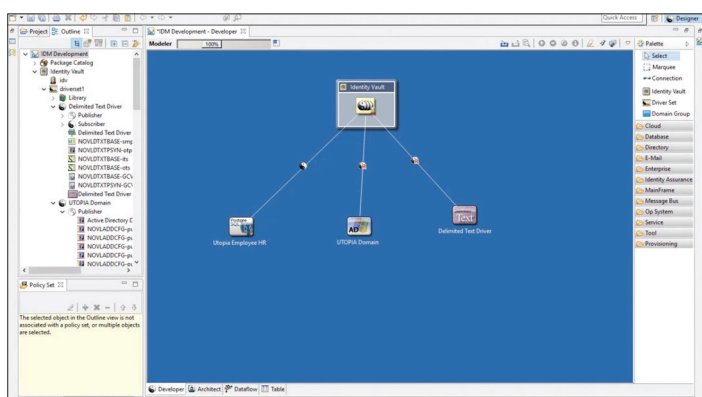 Quick Access
Designer
Project
Outline
*IDM Development - Developer
Modeler
100%
IDM Development
Package Catalog
Identity Vault
idv
driverset1
Library
Delimited Text Driver
Publisher
Subscriber
Delimited Text Driver
NOVLDTXTBASE-smp
NOVLDTXTPSYN-otp
NOVLDTXTBASE-its
NOVLDTXTBASE-ots
NOVLDTXTBASE-GCV
NOVLDTXTPSYN-GCV
Delimited Text Driver
UTOPIA Domain
Publisher
Active Directory D
NOVLADDCFG-pu
NOVLADDCFG-pu
NOVLADDCFG-pu
NOVLADDCFG-pu
Policy Set
The selected object in the Outline view is not
associated with a policy set, or multiple objects
are selected.
Identity Vault
Utopia Employee HR
AD
UTOPIA Domain
Text
Delimited Text Driver
Developer
Architect
Dataflow
Table
Palette
Select
Marquee
Connection
Identity Vault
Driver Set
Domain Group
Cloud
Database
Directory
E-Mail
Enterprise
Identity Assurance
MainFrame
Message Bus
Op System
Service
Tool
Provisioning